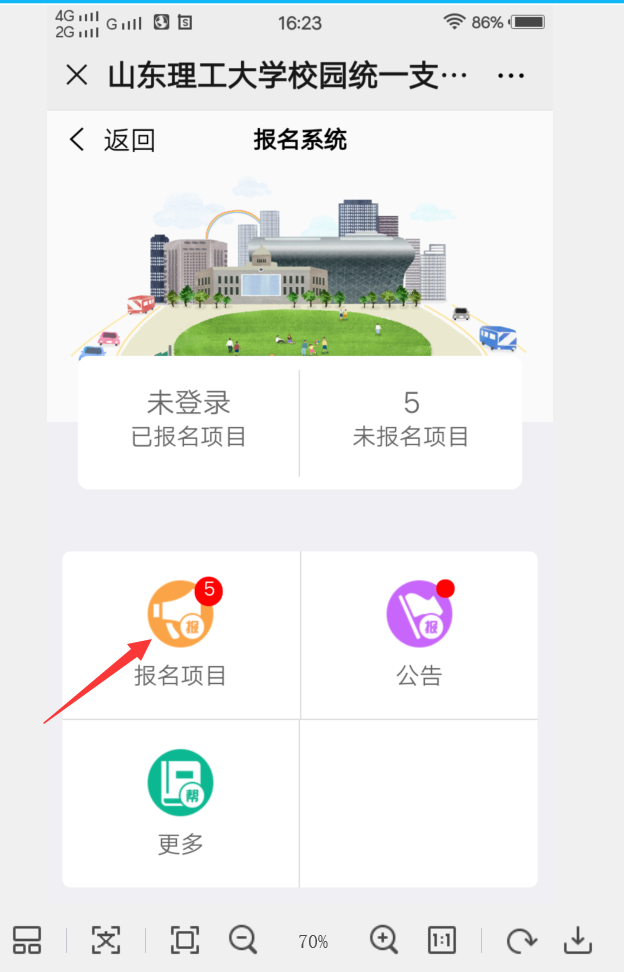 4G
2G
G
16:23
86%
山东理工大学校园统一支…
返回
报名系统
未登录
5
已报名项目
未报名项目
5
报
报
报名项目
公告
帮
更多
文
70%
1:1